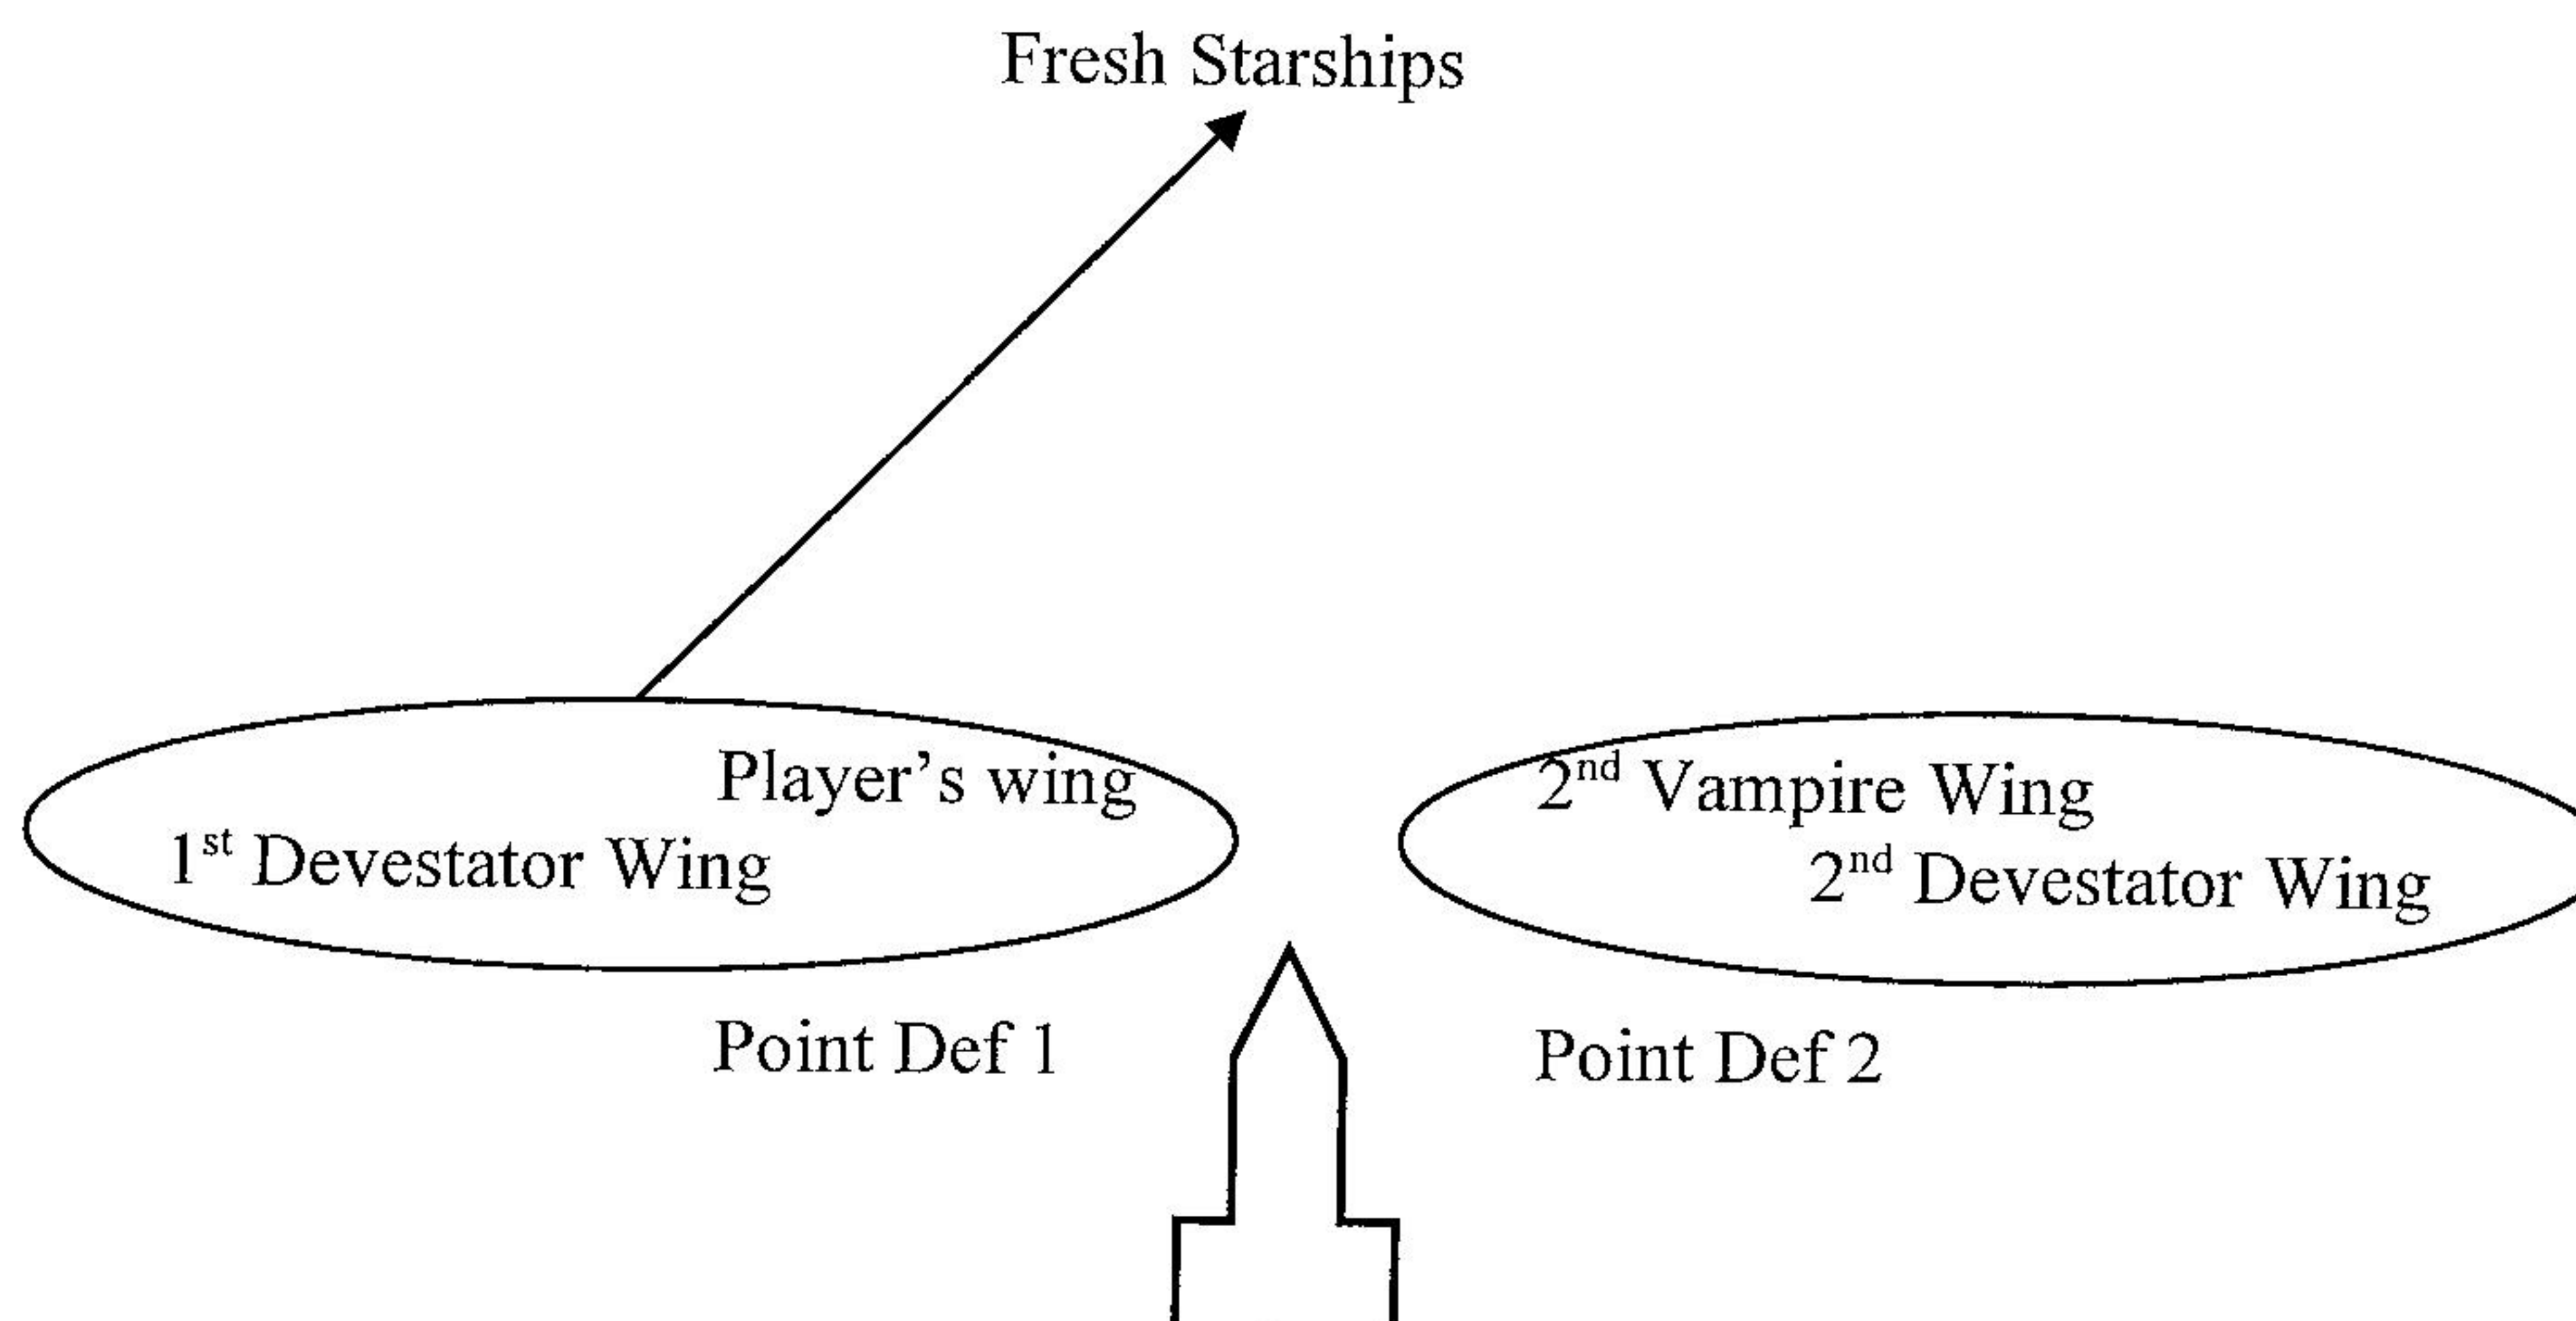 Fresh Starships
Player's wing
1st Devestator Wing
2nd Vampire Wing
2nd Devestator Wing
Point Def 1
Point Def 2